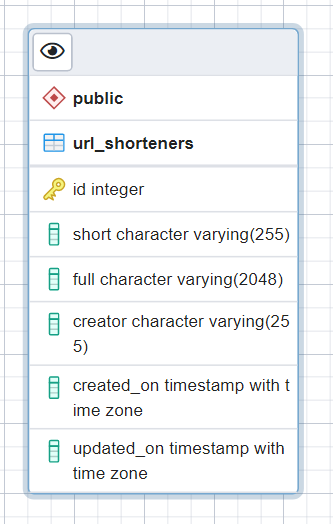 public
url_shorteners
id integer
short character varying(255)
full character varying(2048)
creator character varying(25
5)
created_on timestamp with t
ime zone
updated_on timestamp with
time zone